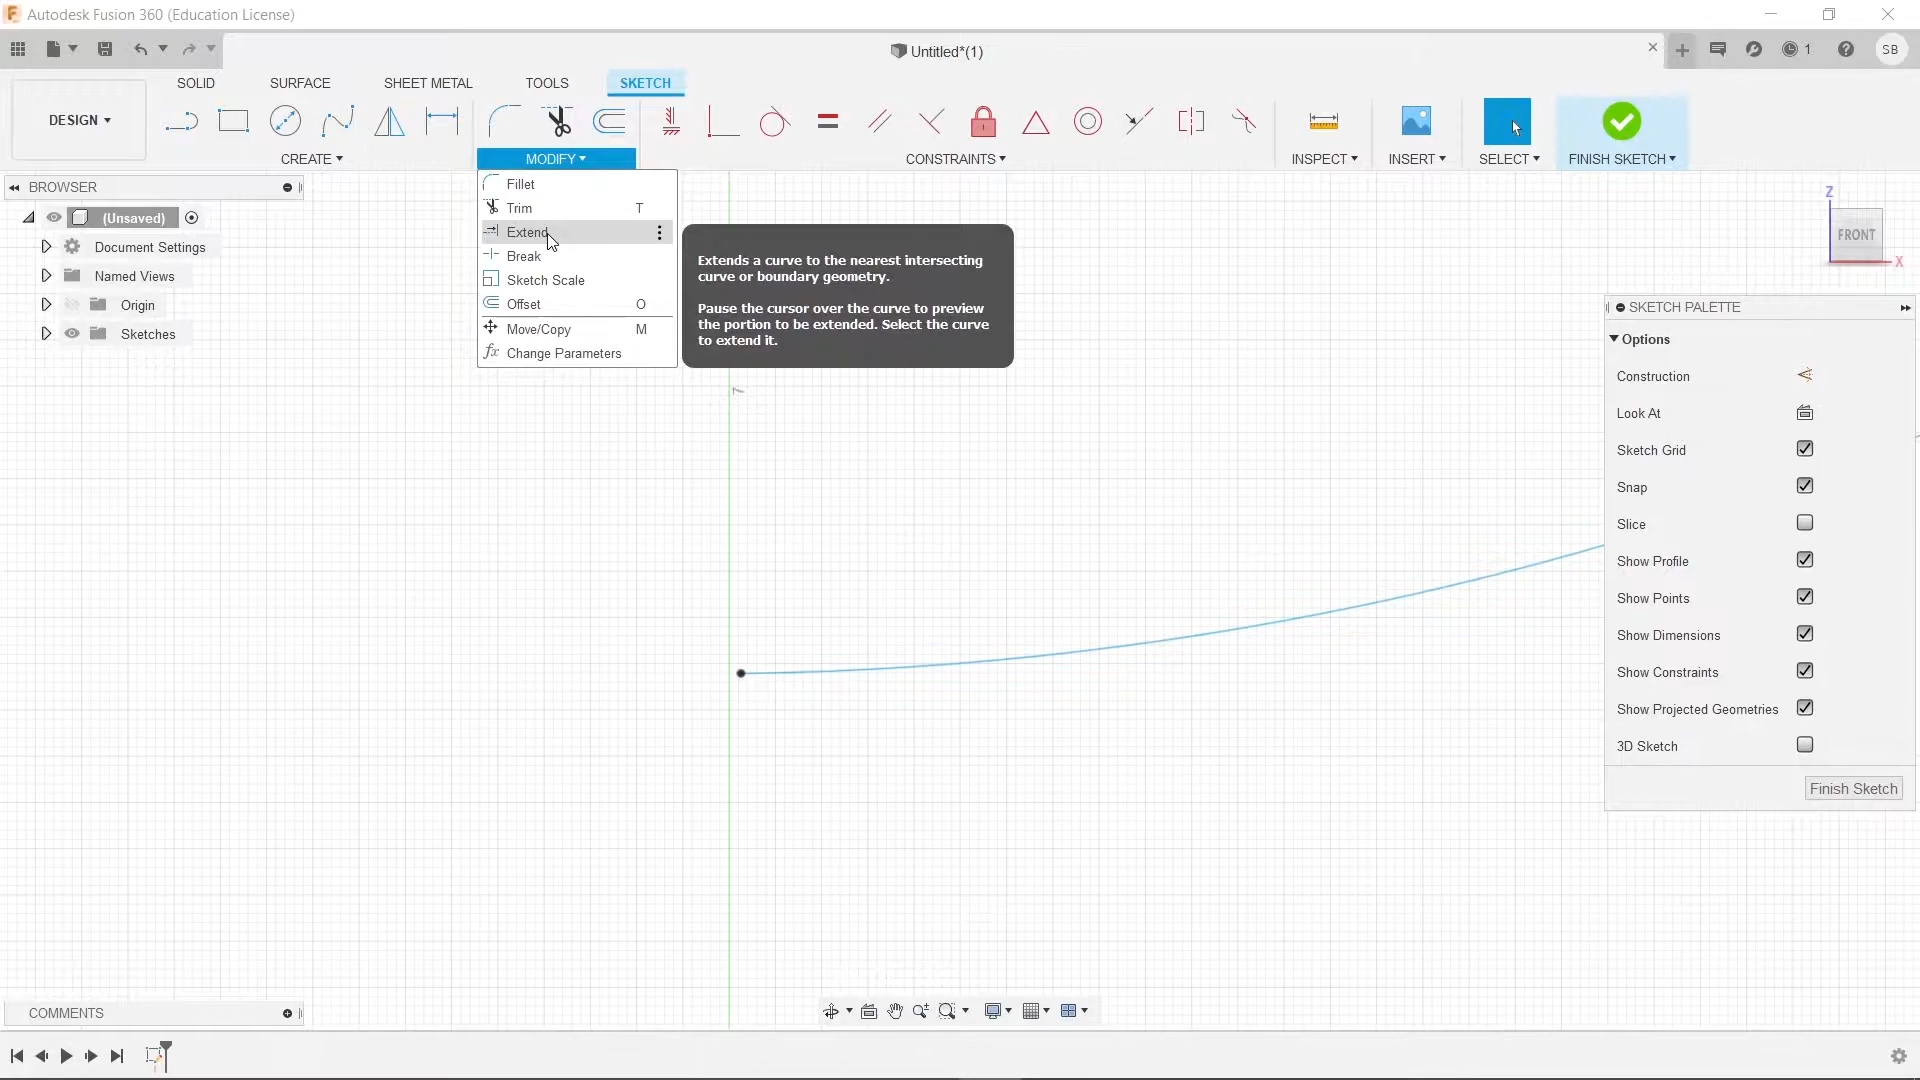 Autodesk Fusion 360 (Education License)
Untitled*(1)
1
SB
DESIGN
SOLID
SURFACE
SHEET METAL
TOOLS
SKETCH
CREATE
MODIFY
CONSTRAINTS
INSPECT
INSERT
SELECT
FINISH SKETCH
BROWSER
(Unsaved)
Document Settings
Named Views
Origin
Sketches
Fillet
Trim T
Extend
Break
Sketch Scale
Offset O
Move/Copy M
fx Change Parameters
Extends a curve to the nearest intersecting
curve or boundary geometry.
Pause the cursor over the curve to preview
the portion to be extended. Select the curve
to extend it.
Z
FRONT
X
SKETCH PALETTE
Options
Construction
Look At
Sketch Grid
Snap
Slice
Show Profile
Show Points
Show Dimensions
Show Constraints
Show Projected Geometries
3D Sketch
Finish Sketch
COMMENTS